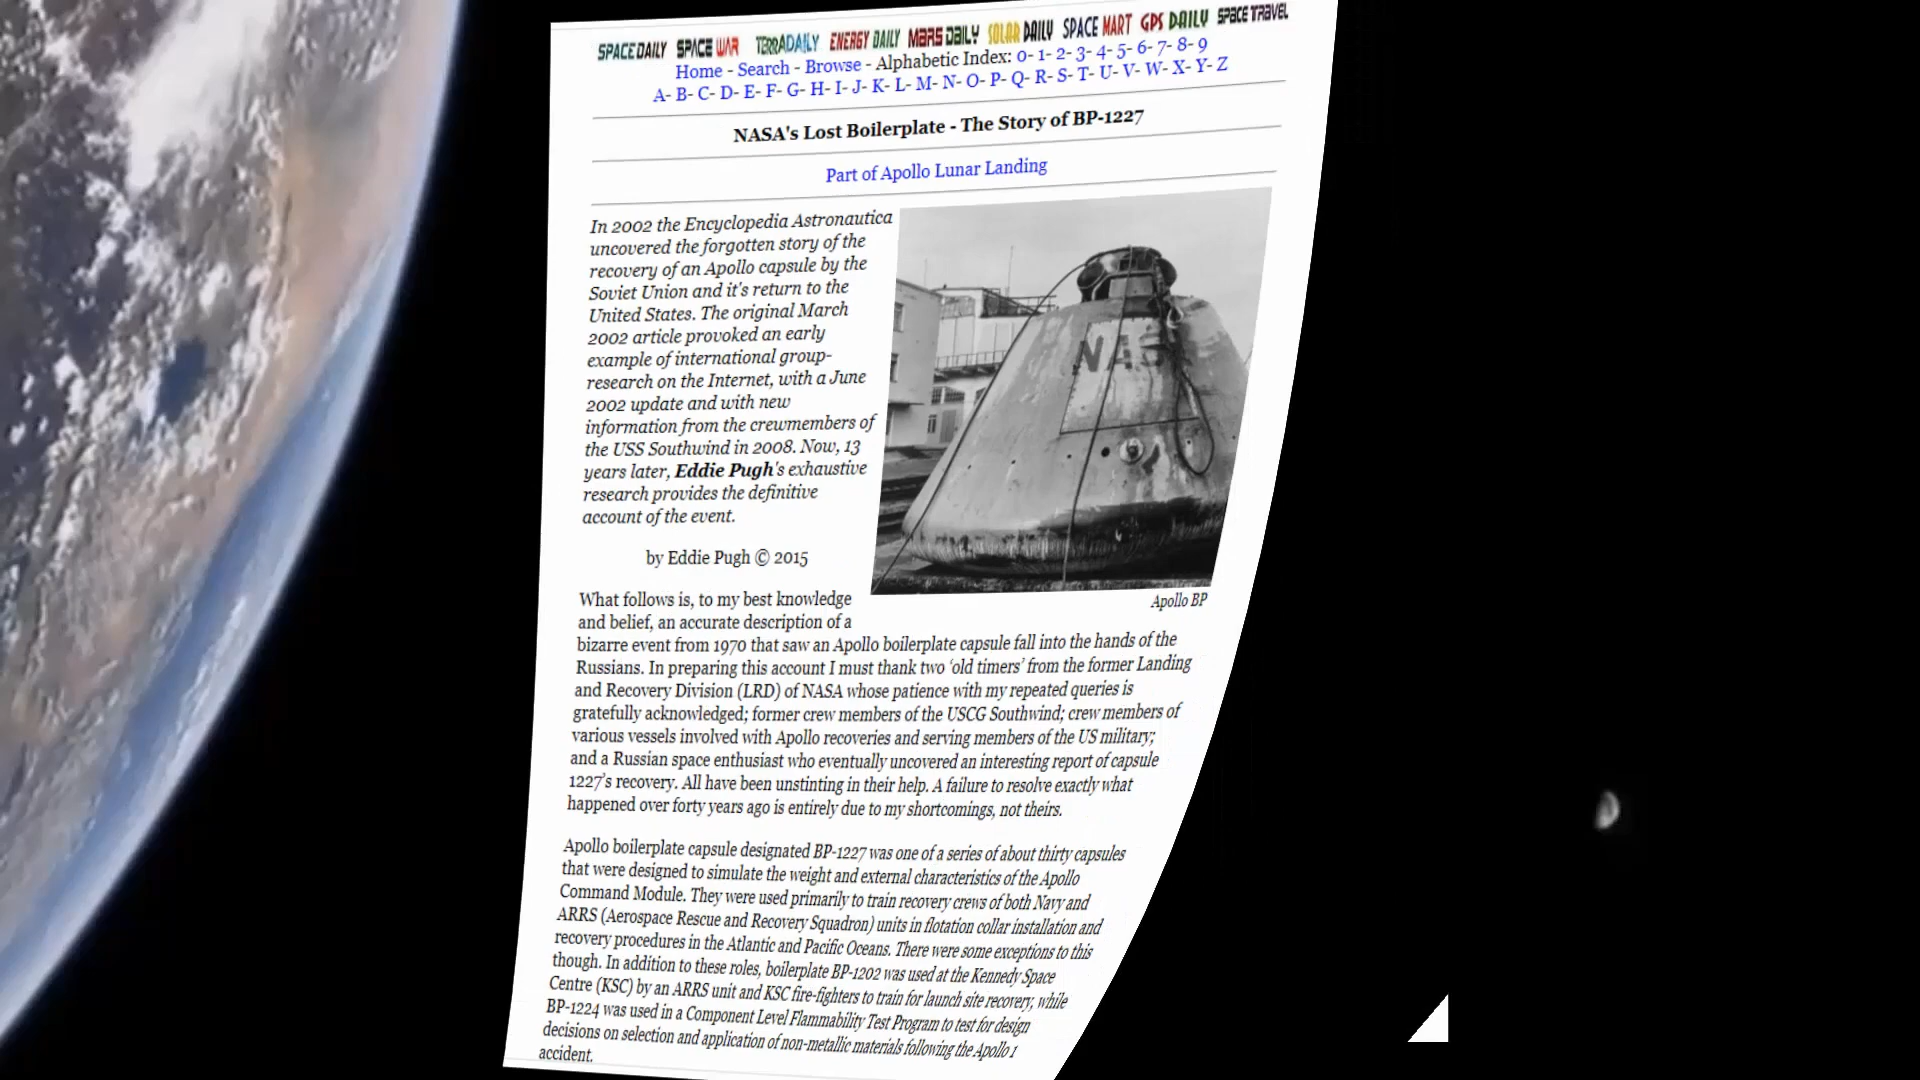 SPACE DAILY SPACE WAR TERRADAILY ENERGY DAILY MARS DAILY SOLAR DAILY SPACE MART GPS DAILY SPACE TRAVEL
Home - Search - Browse - Alphabetic Index: 0- 1- 2- 3- 4- 5- 6- 7- 8- 9
A- B- C- D- E- F- G- H- I- J- K- L- M- N- O- P- Q- R- S- T- U- V- W- X- Y- Z
NASA's Lost Boilerplate - The Story of BP-1227
Part of Apollo Lunar Landing
In 2002 the Encyclopedia Astronautica
uncovered the forgotten story of the
recovery of an Apollo capsule by the
Soviet Union and it's return to the
United States. The original March
2002 article provoked an early
example of international group-
research on the Internet, with a June
2002 update and with new
information from the crewmembers of
the USS Southwind in 2008. Now, 13
years later, Eddie Pugh's exhaustive
research provides the definitive
account of the event.
by Eddie Pugh © 2015
NAS
Apollo BP
What follows is, to my best knowledge
and belief, an accurate description of a
bizarre event from 1970 that saw an Apollo boilerplate capsule fall into the hands of the
Russians. In preparing this account I must thank two 'old timers' from the former Landing
and Recovery Division (LRD) of NASA whose patience with my repeated queries is
gratefully acknowledged; former crew members of the USCG Southwind; crew members of
various vessels involved with Apollo recoveries and serving members of the US military;
and a Russian space enthusiast who eventually uncovered an interesting report of capsule
1227's recovery. All have been unstinting in their help. A failure to resolve exactly what
happened over forty years ago is entirely due to my shortcomings, not theirs.
Apollo boilerplate capsule designated BP-1227 was one of a series of about thirty capsules
that were designed to simulate the weight and external characteristics of the Apollo
Command Module. They were used primarily to train recovery crews of both Navy and
ARRS (Aerospace Rescue and Recovery Squadron) units in flotation collar installation and
recovery procedures in the Atlantic and Pacific Oceans. There were some exceptions to this
though. In addition to these roles, boilerplate BP-1202 was used at the Kennedy Space
Centre (KSC) by an ARRS unit and KSC fire-fighters to train for launch site recovery, while
BP-1224 was used in a Component Level Flammability Test Program to test for design
decisions on selection and application of non-metallic materials following the Apollo 1
accident.